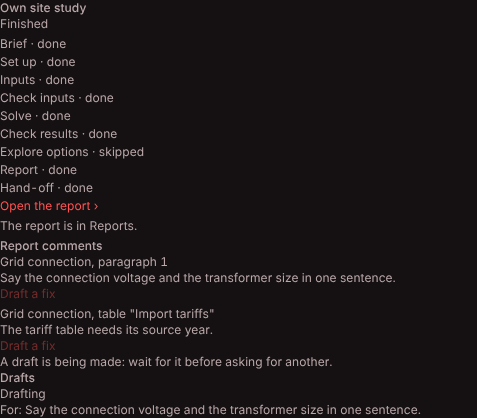 Own site study
Finished
Brief · done
Set up · done
Inputs · done
Check inputs · done
Solve · done
Check results · done
Explore options · skipped
Report · done
Hand-off · done
Open the report ›
The report is in Reports.
Report comments
Grid connection, paragraph 1
Say the connection voltage and the transformer size in one sentence.
Draft a fix
Grid connection, table "Import tariffs"
The tariff table needs its source year.
Draft a fix
A draft is being made: wait for it before asking for another.
Drafts
Drafting
For: Say the connection voltage and the transformer size in one sentence.